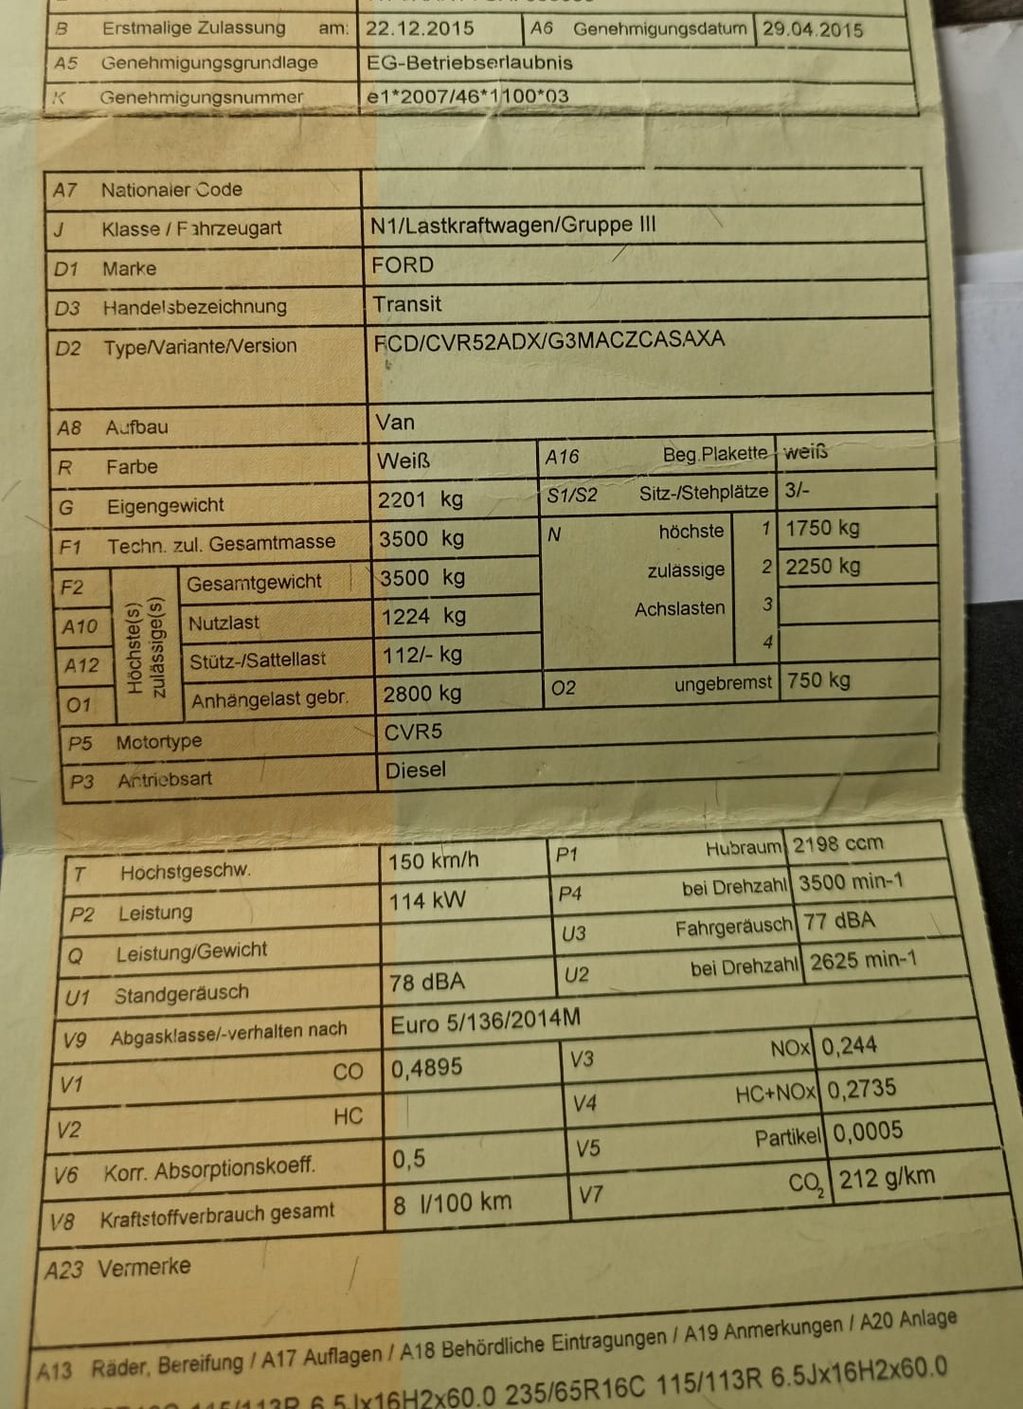 B Erstmalige Zulassung am: 22.12.2015 A6 Genehmigungsdatum 29.04.2015
A5 Genehmigungsgrundlage EG-Betriebserlaubnis
K Genehmigungsnummer e1*2007/46*1100*03
A7 Nationaler Code
J Klasse / Fahrzeugart N1/Lastkraftwagen/Gruppe III
D1 Marke FORD
D3 Handelsbezeichnung Transit
D2 Type/Variante/Version FCD/CVR52ADX/G3MACZCASAXA
A8 Aufbau Van
R Farbe Weiß A16 Beg.Plakette weiß
G Eigengewicht 2201 kg S1/S2 Sitz-/Stehplätze 3/-
F1 Techn. zul. Gesamtmasse 3500 kg N höchste 1 1750 kg
F2 Höchste(s) zulässige(s) Gesamtgewicht 3500 kg zulässige 2 2250 kg
A10 Nutzlast 1224 kg Achslasten 3
A12 Stütz-/Sattellast 112/- kg 4
O1 Anhängelast gebr. 2800 kg O2 ungebremst 750 kg
P5 Motortype CVR5
P3 Antriebsart Diesel
T Höchstgeschw. 150 km/h P1 Hubraum 2198 ccm
P2 Leistung 114 kW P4 bei Drehzahl 3500 min-1
Q Leistung/Gewicht U3 Fahrgeräusch 77 dBA
U1 Standgeräusch 78 dBA U2 bei Drehzahl 2625 min-1
V9 Abgasklasse/-verhalten nach Euro 5/136/2014M
V1 CO 0,4895 V3 NOx 0,244
V2 HC V4 HC+NOx 0,2735
V6 Korr. Absorptionskoeff. 0,5 V5 Partikel 0,0005
V8 Kraftstoffverbrauch gesamt 8 l/100 km V7 CO₂ 212 g/km
A23 Vermerke
A13 Räder, Bereifung / A17 Auflagen / A18 Behördliche Eintragungen / A19 Anmerkungen / A20 Anlage
115/113R 6.5Jx16H2x60.0 235/65R16C 115/113R 6.5Jx16H2x60.0